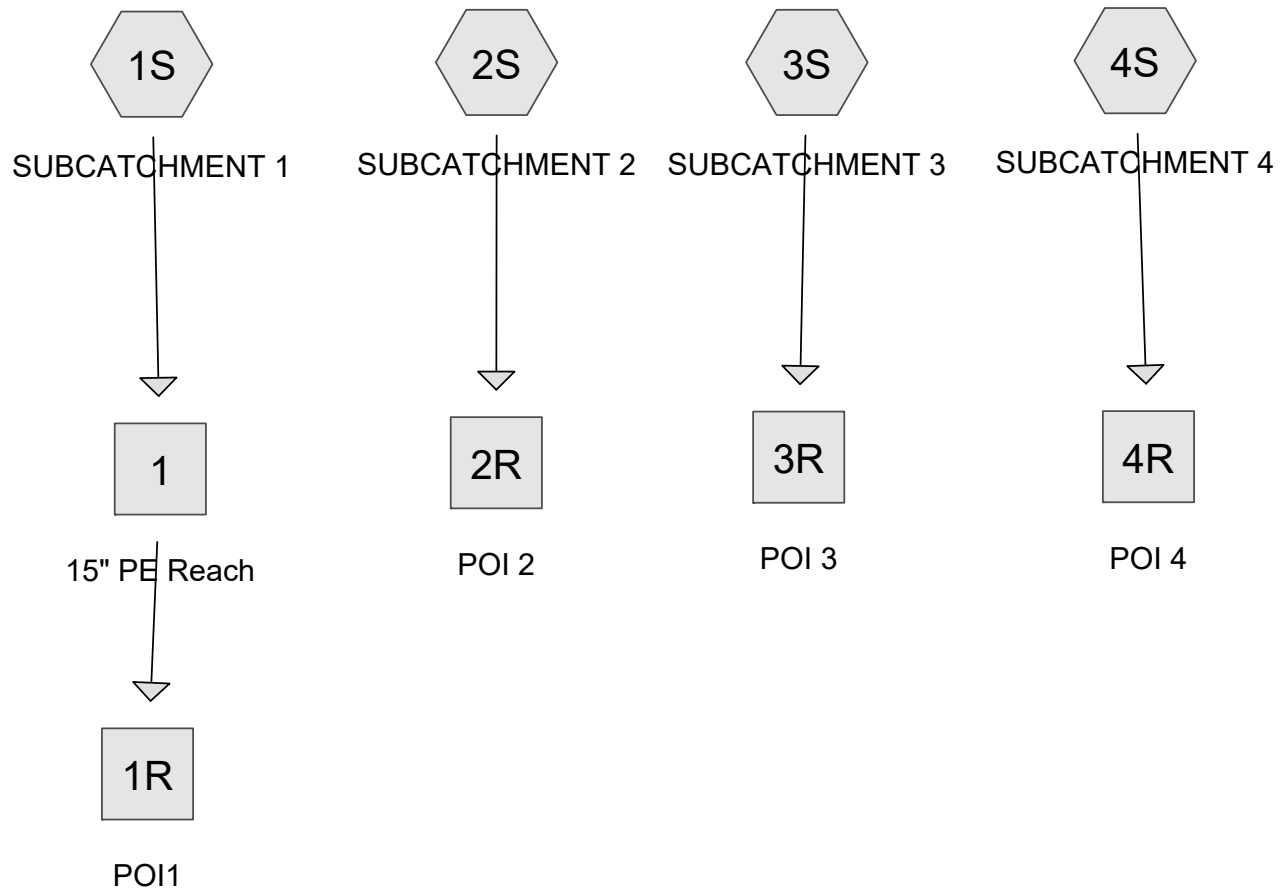 1S
2S
3S
4S
SUBCATCHMENT 1
SUBCATCHMENT 2
SUBCATCHMENT 3
SUBCATCHMENT 4
1
2R
3R
4R
15" PE Reach
POI 2
POI 3
POI 4
1R
POI1